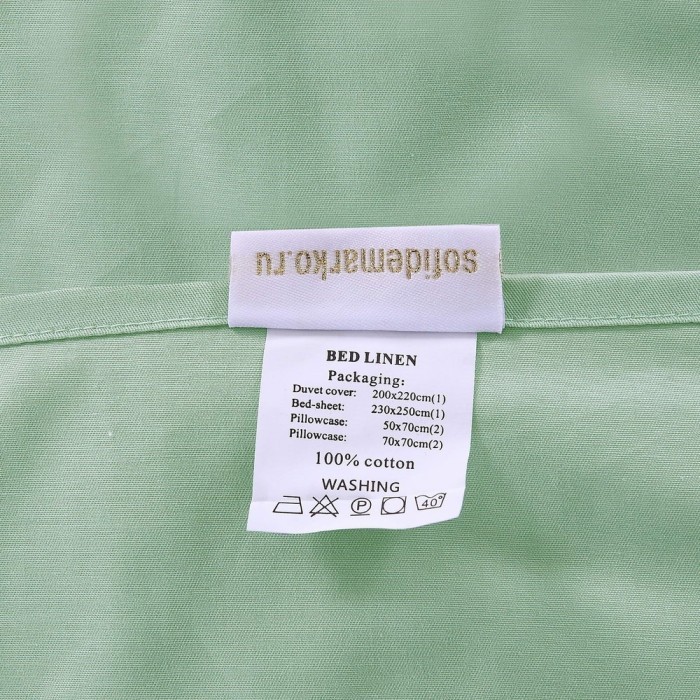 sofidemarko.ru
BED LINEN
Packaging:
Duvet cover: 200x220cm(1)
Bed-sheet: 230x250cm(1)
Pillowcase: 50x70cm(2)
Pillowcase: 70x70cm(2)
100% cotton
WASHING
P 40°